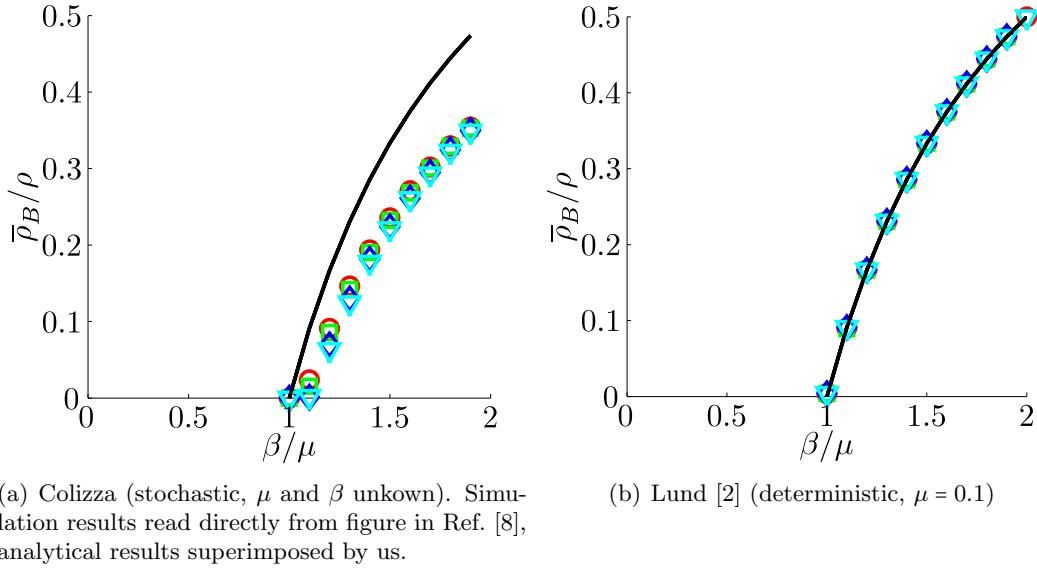 0.5
0.4
0.3
0.2
0.1
0
0
0.5
1
1.5
2
ρ̅_B/ρ
β/μ
0.5
0.4
0.3
0.2
0.1
0
0
0.5
1
1.5
2
ρ̅_B/ρ
β/μ
(a) Colizza (stochastic, μ and β unkown). Simu-
lation results read directly from figure in Ref. [8],
analytical results superimposed by us.
(b) Lund [2] (deterministic, μ = 0.1)